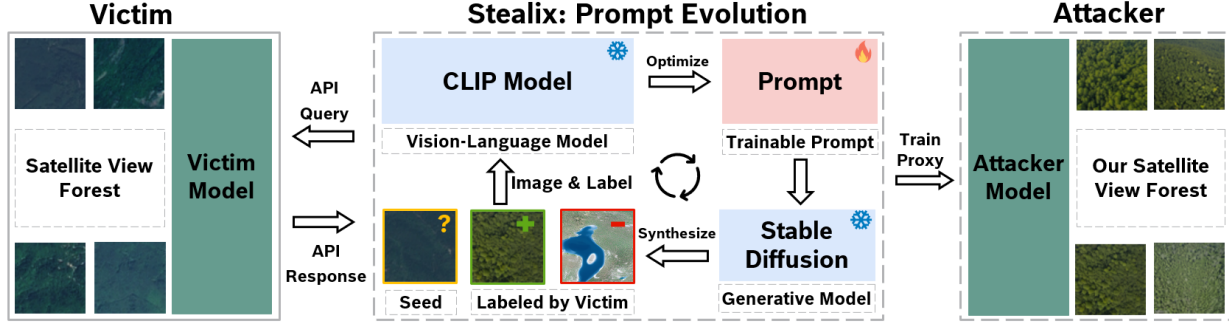 Victim
Satellite View
Forest
Victim
Model
API
Query
API
Response
Stealix: Prompt Evolution
CLIP Model
Vision-Language Model
Optimize
Prompt
Trainable Prompt
Image & Label
?
+
-
Seed
Labeled by Victim
Synthesize
Stable
Diffusion
Generative Model
Train
Proxy
Attacker
Attacker
Model
Our Satellite
View Forest